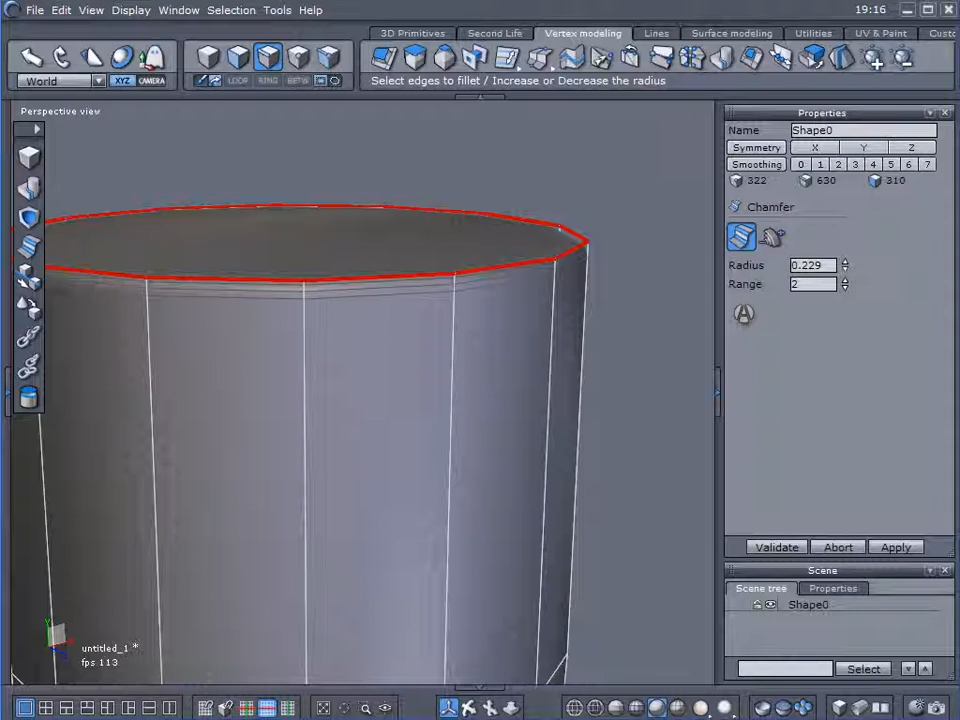 File Edit View Display Window Selection Tools Help 19:16
3D Primitives Second Life Vertex modeling Lines Surface modeling Utilities UV & Paint Custo
World XYZ CAMERA LOOP RING BETW Select edges to fillet / Increase or Decrease the radius
Perspective view
Properties
Name Shape0
Symmetry X Y Z
Smoothing 0 1 2 3 4 5 6 7
322 630 310
Chamfer
Radius 0.229
Range 2
Validate Abort Apply
Scene
Scene tree Properties
Shape0
untitled_1 *
fps 113
Select